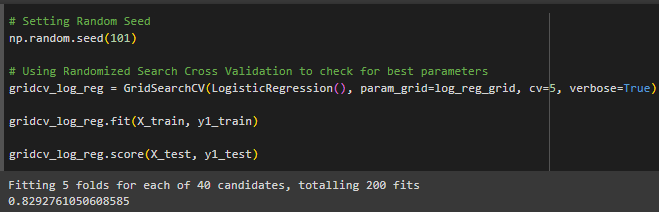 # Setting Random Seed
np.random.seed(101)
# Using Randomized Search Cross Validation to check for best parameters
gridcv_log_reg = GridSearchCV(LogisticRegression(), param_grid=log_reg_grid, cv=5, verbose=True)
gridcv_log_reg.fit(X_train, y1_train)
gridcv_log_reg.score(X_test, y1_test)
Fitting 5 folds for each of 40 candidates, totalling 200 fits
0.8292761050608585